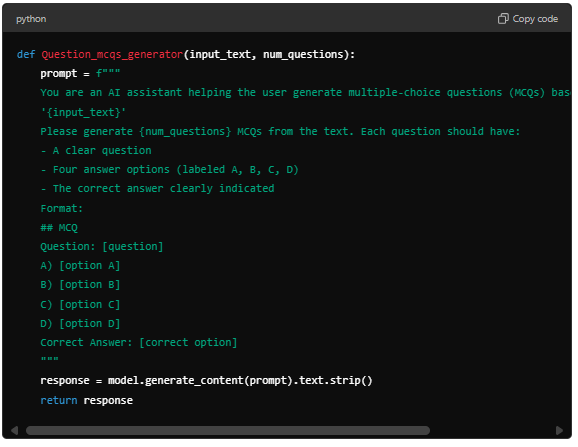 python
Copy code
def Question_mcqs_generator(input_text, num_questions):
    prompt = f"""
    You are an AI assistant helping the user generate multiple-choice questions (MCQs)
    '{input_text}'
    Please generate {num_questions} MCQs from the text. Each question should have:
    - A clear question
    - Four answer options (labeled A, B, C, D)
    - The correct answer clearly indicated
    Format:
    ## MCQ
    Question: [question]
    A) [option A]
    B) [option B]
    C) [option C]
    D) [option D]
    Correct Answer: [correct option]
    """
    response = model.generate_content(prompt).text.strip()
    return response